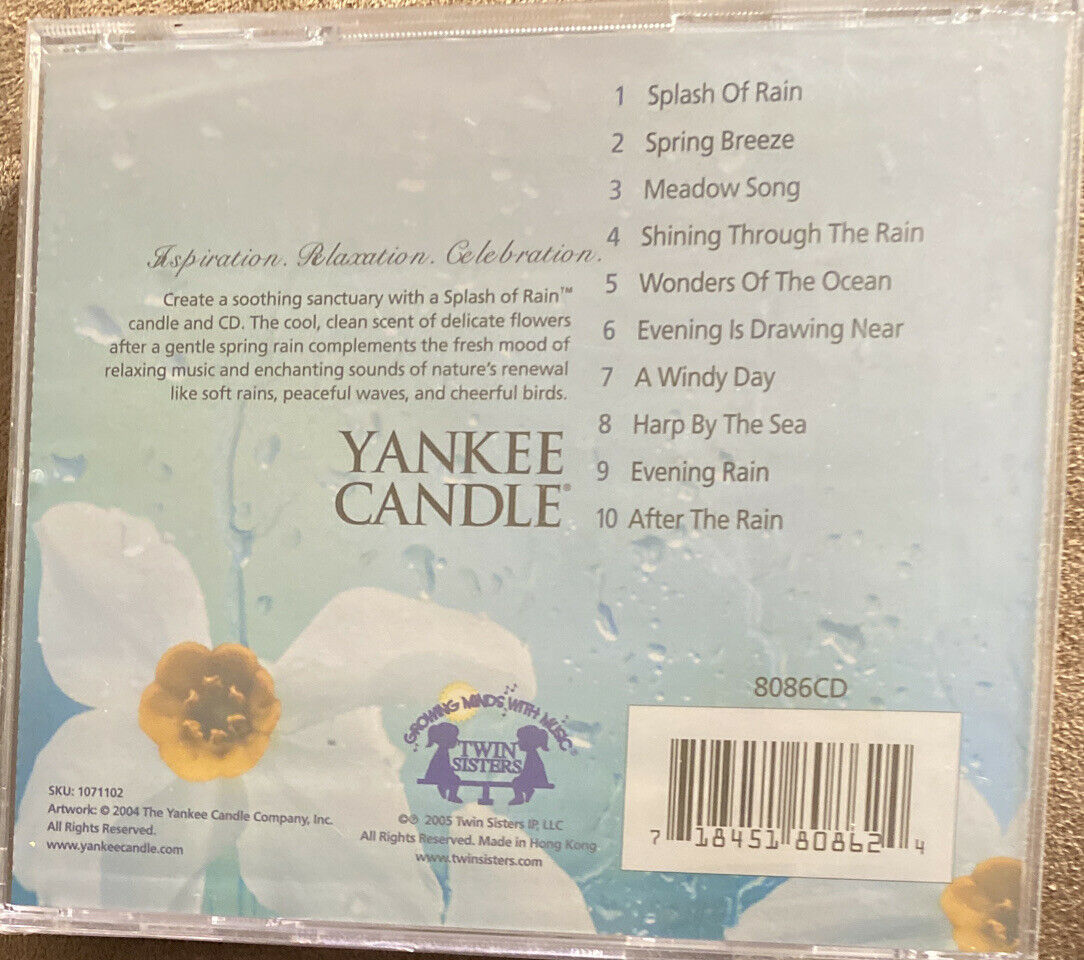 1 Splash Of Rain
2 Spring Breeze
3 Meadow Song
4 Shining Through The Rain
5 Wonders Of The Ocean
6 Evening Is Drawing Near
7 A Windy Day
8 Harp By The Sea
9 Evening Rain
10 After The Rain
Inspiration. Relaxation. Celebration.
Create a soothing sanctuary with a Splash of Rain™
candle and CD. The cool, clean scent of delicate flowers
after a gentle spring rain complements the fresh mood of
relaxing music and enchanting sounds of nature's renewal
like soft rains, peaceful waves, and cheerful birds.
YANKEE
CANDLE®
SKU: 1071102
Artwork: © 2004 The Yankee Candle Company, Inc.
All Rights Reserved.
www.yankeecandle.com
GROWING MINDS WITH MUSIC®
TWIN
SISTERS
©℗ 2005 Twin Sisters IP, LLC
All Rights Reserved. Made in Hong Kong
www.twinsisters.com
8086CD
7 18451 80862 4